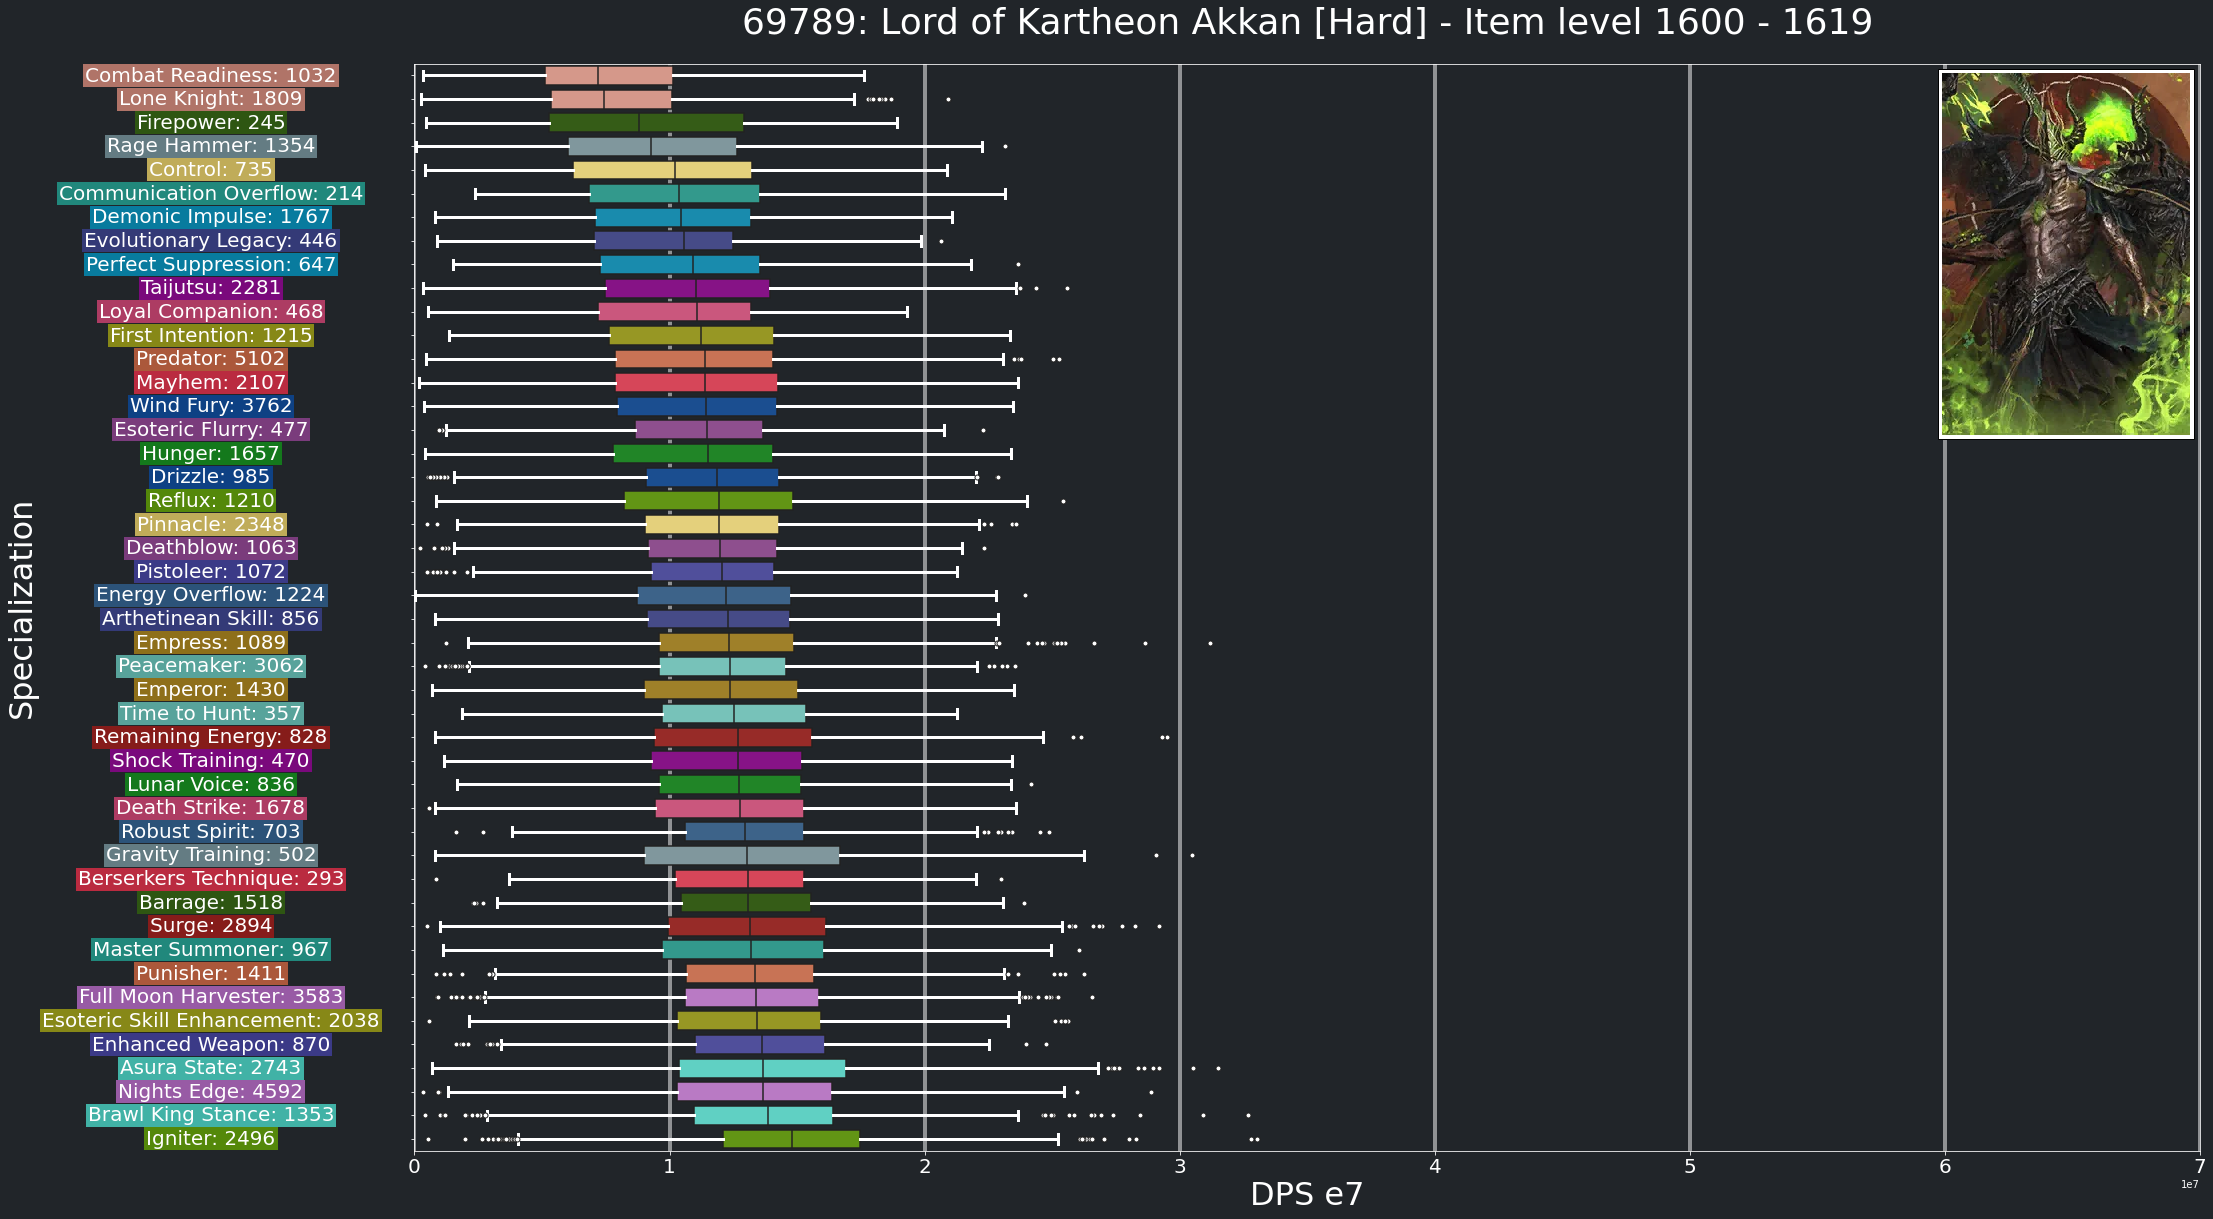 69789: Lord of Kartheon Akkan [Hard] - Item level 1600 - 1619
Specialization
Combat Readiness: 1032
Lone Knight: 1809
Firepower: 245
Rage Hammer: 1354
Control: 735
Communication Overflow: 214
Demonic Impulse: 1767
Evolutionary Legacy: 446
Perfect Suppression: 647
Taijutsu: 2281
Loyal Companion: 468
First Intention: 1215
Predator: 5102
Mayhem: 2107
Wind Fury: 3762
Esoteric Flurry: 477
Hunger: 1657
Drizzle: 985
Reflux: 1210
Pinnacle: 2348
Deathblow: 1063
Pistoleer: 1072
Energy Overflow: 1224
Arthetinean Skill: 856
Empress: 1089
Peacemaker: 3062
Emperor: 1430
Time to Hunt: 357
Remaining Energy: 828
Shock Training: 470
Lunar Voice: 836
Death Strike: 1678
Robust Spirit: 703
Gravity Training: 502
Berserkers Technique: 293
Barrage: 1518
Surge: 2894
Master Summoner: 967
Punisher: 1411
Full Moon Harvester: 3583
Esoteric Skill Enhancement: 2038
Enhanced Weapon: 870
Asura State: 2743
Nights Edge: 4592
Brawl King Stance: 1353
Igniter: 2496
0 1 2 3 4 5 6 7
1e7
DPS e7